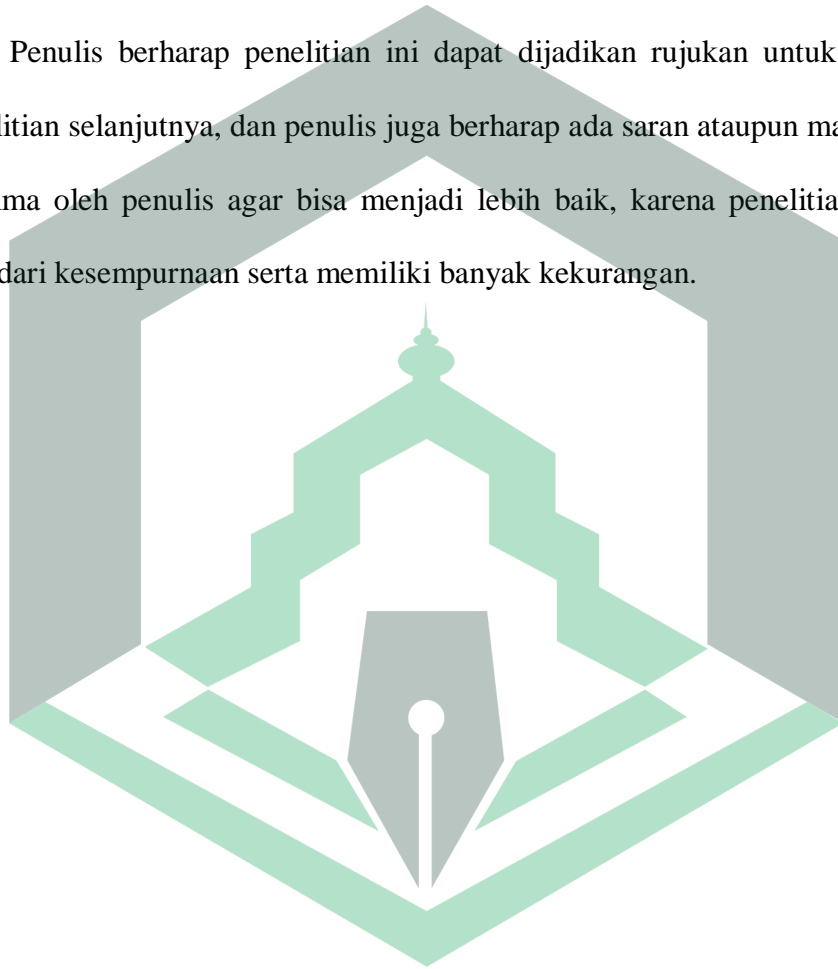 Penulis berharap penelitian ini dapat dijadikan rujukan untuk
litian selanjutnya, dan penulis juga berharap ada saran ataupun ma
ma oleh penulis agar bisa menjadi lebih baik, karena penelitia
dari kesempurnaan serta memiliki banyak kekurangan.